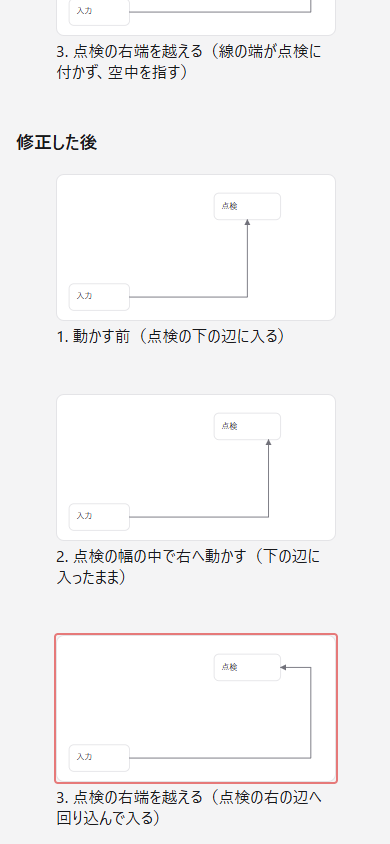 入力
3. 点検の右端を越える（線の端が点検に
付かず、空中を指す）
修正した後
点検
入力
1. 動かす前（点検の下の辺に入る）
点検
入力
2. 点検の幅の中で右へ動かす（下の辺に
入ったまま）
点検
入力
3. 点検の右端を越える（点検の右の辺へ
回り込んで入る）